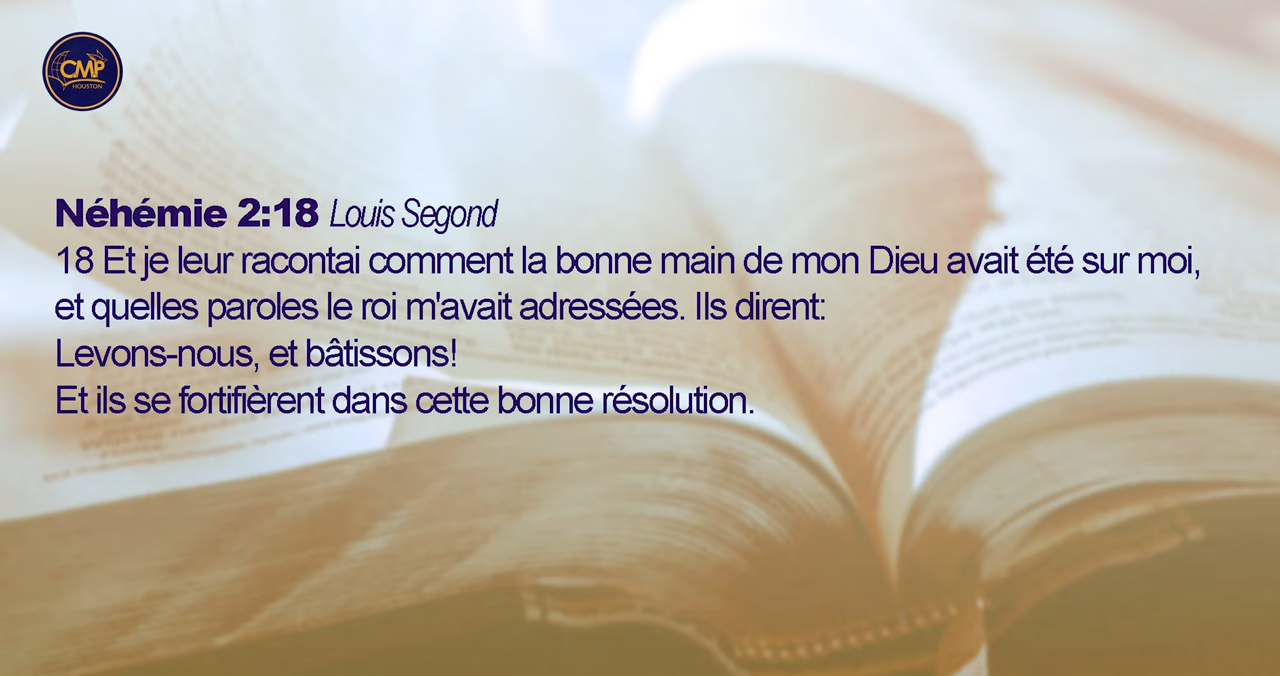 CMP
HOUSTON
Néhémie 2:18 Louis Segond
18 Et je leur racontai comment la bonne main de mon Dieu avait été sur moi,
et quelles paroles le roi m'avait adressées. Ils dirent:
Levons-nous, et bâtissons!
Et ils se fortifièrent dans cette bonne résolution.